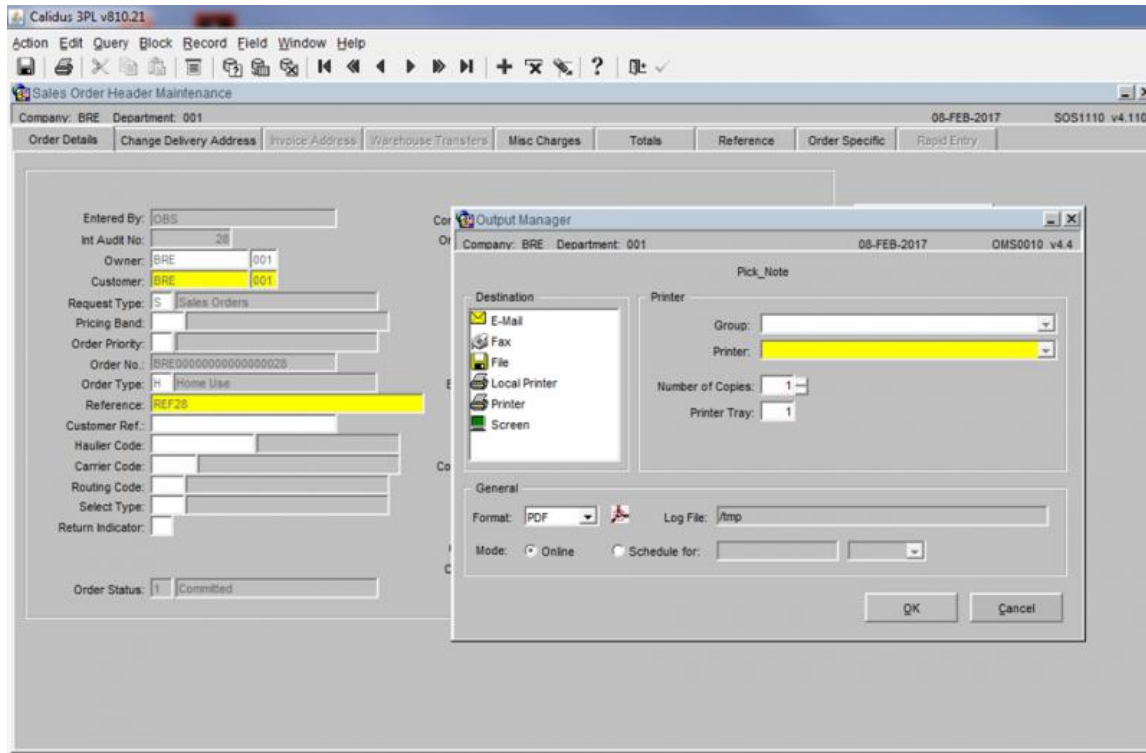 Calidus 3PL v810.21
Action Edit Query Block Record Field Window Help
Sales Order Header Maintenance
Company: BRE Department: 001 08-FEB-2017 SOS1110 v4.110
Order Details Change Delivery Address Invoice Address Warehouse Transfers Misc Charges Totals Reference Order Specific Rapid Entry
Entered By: OBS
Int Audit No: 28
Owner: BRE 001
Customer: BRE 001
Request Type: S Sales Orders
Pricing Band:
Order Priority:
Order No.: BRE00000000000000028
Order Type: H Home Use
Reference: REF28
Customer Ref.:
Haulier Code:
Carrier Code:
Routing Code:
Select Type:
Return Indicator:
Order Status: 1 Committed
Output Manager
Company: BRE Department: 001 08-FEB-2017 OMS0010 v4.4
Pick_Note
Destination
E-Mail
Fax
File
Local Printer
Printer
Screen
Printer
Group:
Printer:
Number of Copies: 1
Printer Tray: 1
General
Format: PDF Log File: /tmp
Mode: Online Schedule for:
OK Cancel